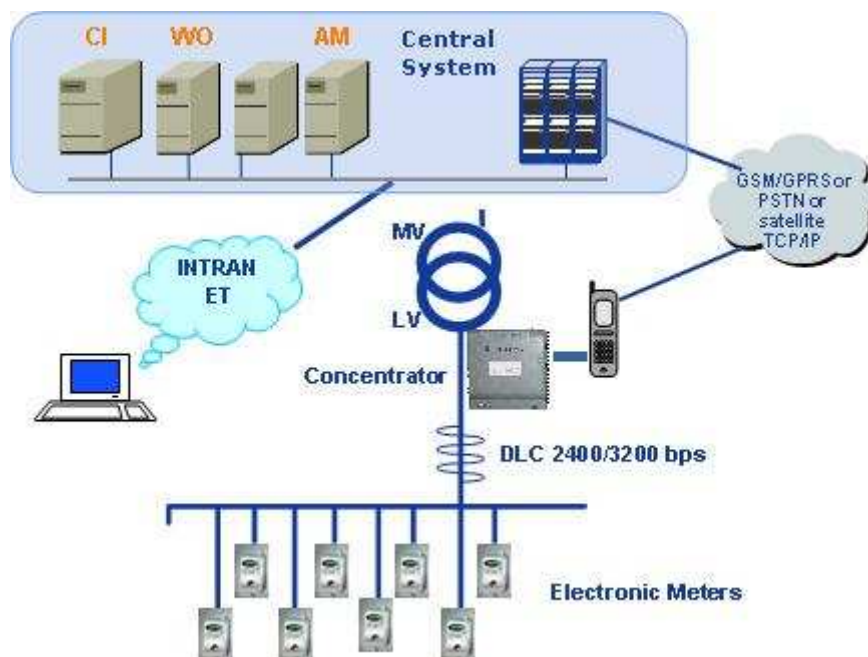 CI WO AM Central
System
GSM/GPRS or
PSTN or
satellite
TCP/IP
MV
INTRAN
ET
LV
Concentrator
DLC 2400/3200 bps
Electronic Meters